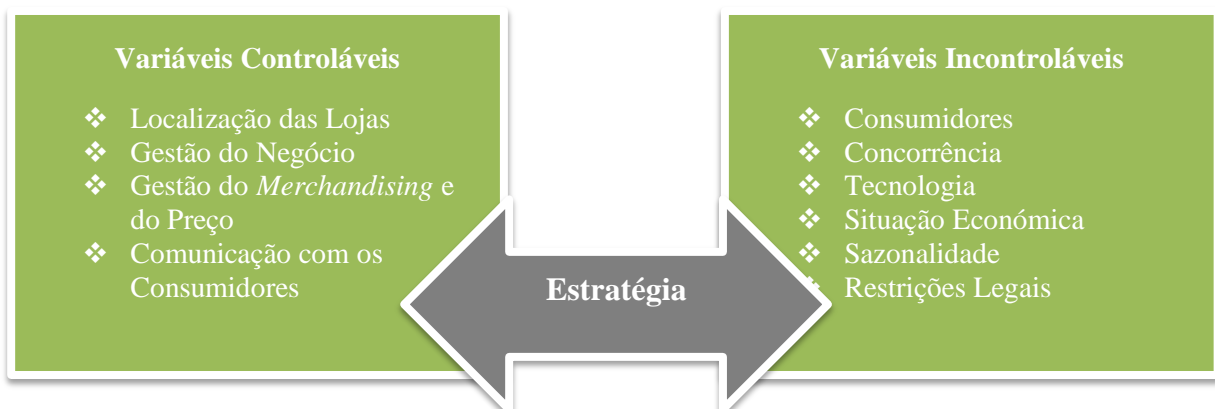 Variáveis Controláveis
❖ Localização das Lojas
❖ Gestão do Negócio
❖ Gestão do Merchandising e
do Preço
❖ Comunicação com os
Consumidores
Estratégia
Variáveis Incontroláveis
❖ Consumidores
❖ Concorrência
❖ Tecnologia
❖ Situação Económica
❖ Sazonalidade
❖ Restrições Legais